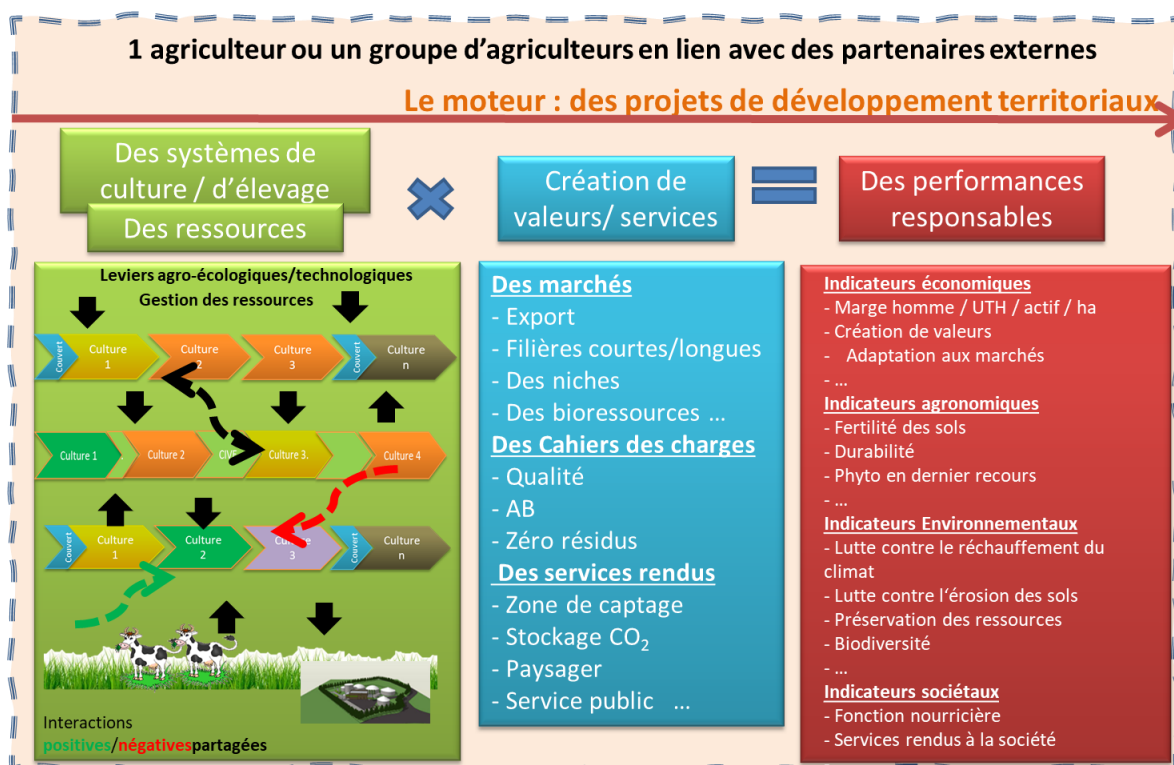 1 agriculteur ou un groupe d'agriculteurs en lien avec des partenaires externes
Le moteur : des projets de développement territoriaux
Des systèmes de
culture / d'élevage
Des ressources
Création de
valeurs/ services
Des performances
responsables
Leviers agro-écologiques/technologiques
Gestion des ressources
Couvert
Culture
1
Culture
2
Culture
3
Couvert
Culture
n
Culture 1
Culture 2
CIVE
Culture 3.
Culture 4
Couvert
Culture
1
Culture
2
Culture
3
Couvert
Culture
n
Interactions
positives/négativespartagées
Des marchés
- Export
- Filières courtes/longues
- Des niches
- Des bioressources ...
Des Cahiers des charges
- Qualité
- AB
- Zéro résidus
Des services rendus
- Zone de captage
- Stockage CO₂
- Paysager
- Service public ...
Indicateurs économiques
- Marge homme / UTH / actif / ha
- Création de valeurs
- Adaptation aux marchés
- ...
Indicateurs agronomiques
- Fertilité des sols
- Durabilité
- Phyto en dernier recours
- ...
Indicateurs Environnementaux
- Lutte contre le réchauffement du
climat
- Lutte contre l'érosion des sols
- Préservation des ressources
- Biodiversité
- ...
Indicateurs sociétaux
- Fonction nourricière
- Services rendus à la société